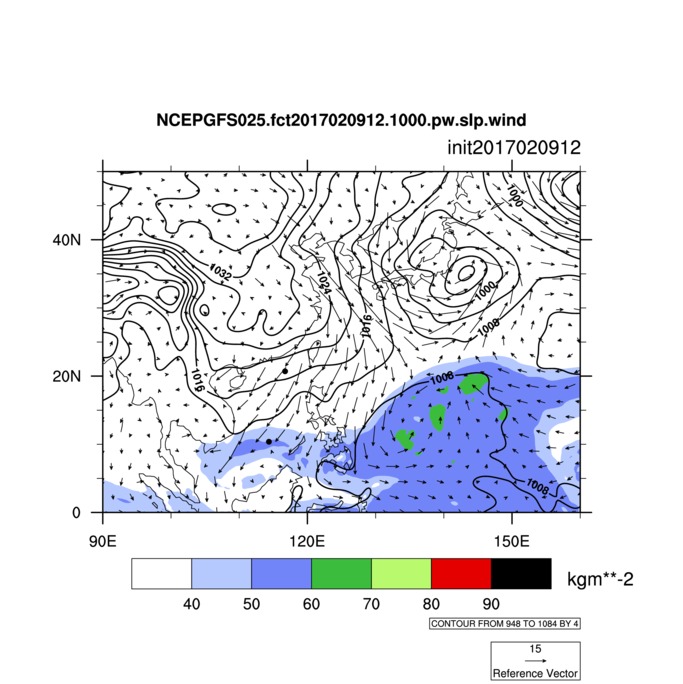 NCEPGFS025.fct2017020912.1000.pw.slp.wind
init2017020912
1000
40N
1032
1024
1000
1016
1008
1016
20N
1008
1008
0
90E 120E 150E
kgm**-2
40 50 60 70 80 90
CONTOUR FROM 948 TO 1084 BY 4
15
Reference Vector